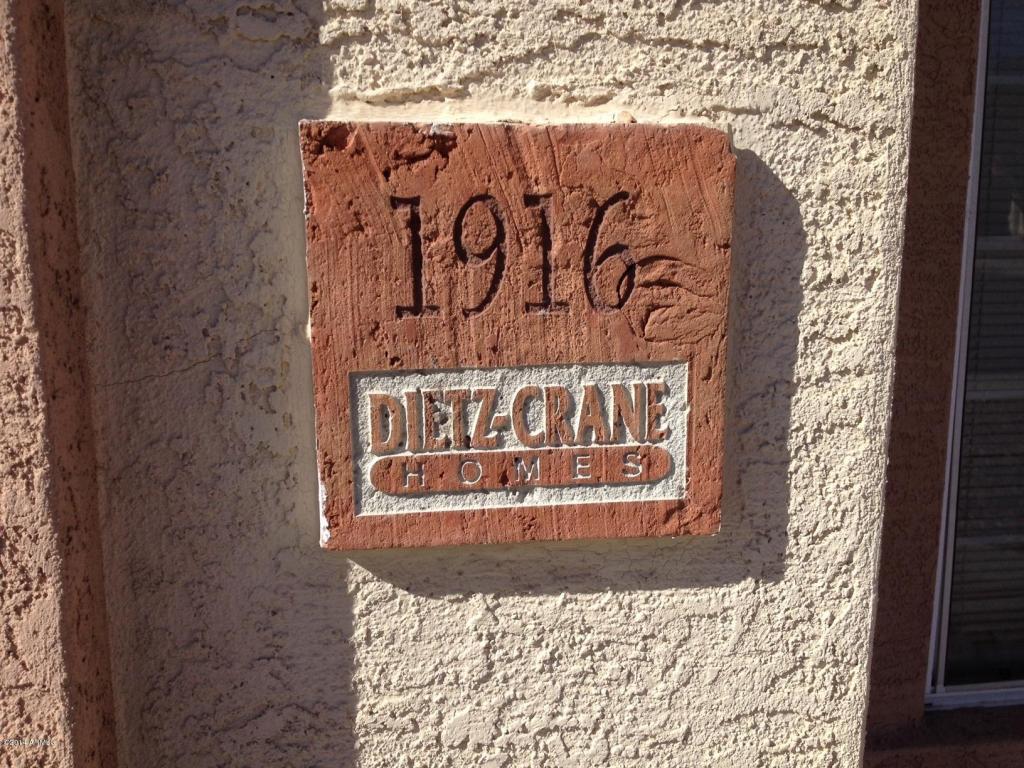 1916
DIETZ-CRANE
HOMES